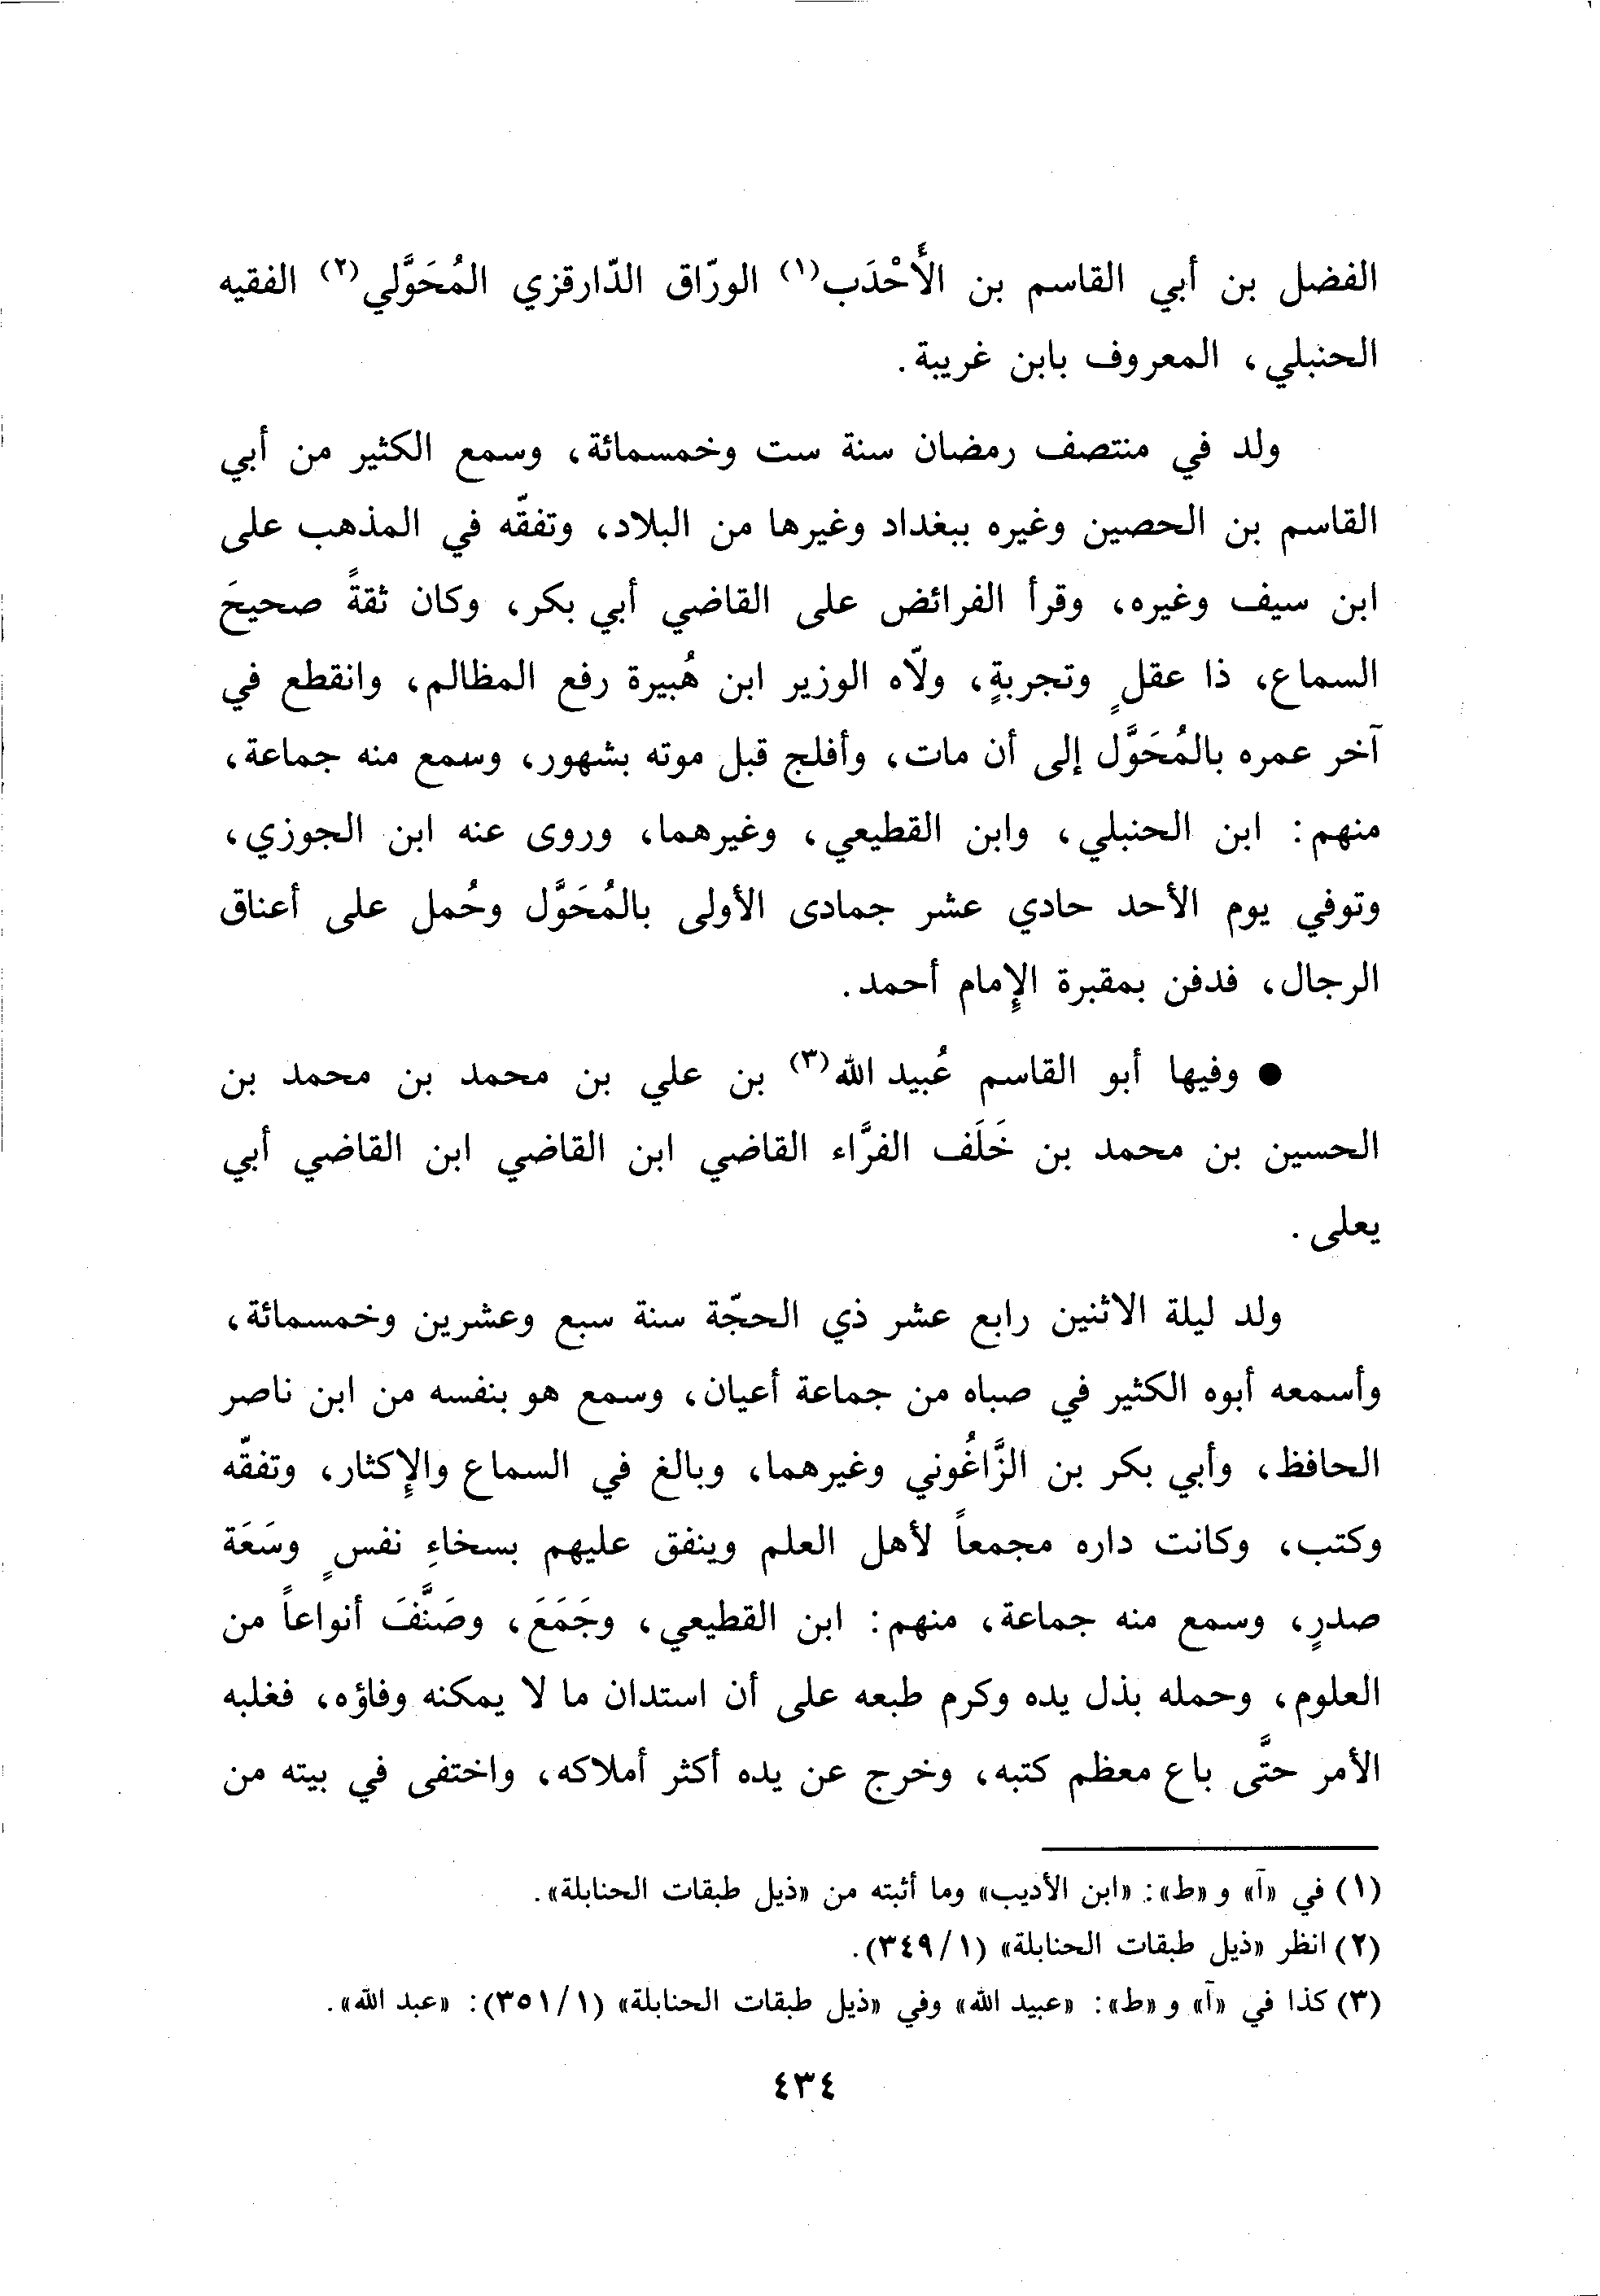 الفضل بن أبي القاسم بن الأَحْدَب(١) الورّاق الدّارقزي المُحَوَّلي(٢) الفقيه
الحنبلي، المعروف بابن غريبة.
ولد في منتصف رمضان سنة ست وخمسمائة، وسمع الكثير من أبي
القاسم بن الحصين وغيره ببغداد وغيرها من البلاد، وتفقّه في المذهب على
ابن سيف وغيره، وقرأ الفرائض على القاضي أبي بكر، وكان ثقةً صحيحَ
السماع، ذا عقلٍ وتجربةٍ، ولّاه الوزير ابن هُبيرة رفع المظالم، وانقطع في
آخر عمره بالمُحَوَّل إلى أن مات، وأفلج قبل موته بشهور، وسمع منه جماعة،
منهم: ابن الحنبلي، وابن القطيعي، وغيرهما، وروى عنه ابن الجوزي،
وتوفي يوم الأحد حادي عشر جمادى الأولى بالمُحَوَّل وحُمل على أعناق
الرجال، فدفن بمقبرة الإمام أحمد.
● وفيها أبو القاسم عُبيد الله(٣) بن علي بن محمد بن محمد بن
الحسين بن محمد بن خَلَف الفرَّاء القاضي ابن القاضي ابن القاضي أبي
يعلى.
ولد ليلة الاثنين رابع عشر ذي الحجّة سنة سبع وعشرين وخمسمائة،
وأسمعه أبوه الكثير في صباه من جماعة أعيان، وسمع هو بنفسه من ابن ناصر
الحافظ، وأبي بكر بن الزَّاغُوني وغيرهما، وبالغ في السماع والإكثار، وتفقّه
وكتب، وكانت داره مجمعاً لأهل العلم وينفق عليهم بسخاءِ نفسٍ وسَعَة
صدرٍ، وسمع منه جماعة، منهم: ابن القطيعي، وجَمَعَ، وصَنَّفَ أنواعاً من
العلوم، وحمله بذل يده وكرم طبعه على أن استدان ما لا يمكنه وفاؤه، فغلبه
الأمر حتَّى باع معظم كتبه، وخرج عن يده أكثر أملاكه، واختفى في بيته من
(١) في «آ» و «ط»: «ابن الأديب» وما أثبته من «ذيل طبقات الحنابلة».
(٢) انظر «ذيل طبقات الحنابلة» (١/ ٣٤٩).
(٣) كذا في «آ» و «ط»: «عبيد الله» وفي «ذيل طبقات الحنابلة» (١/ ٣٥١): «عبد الله».
٤٣٤